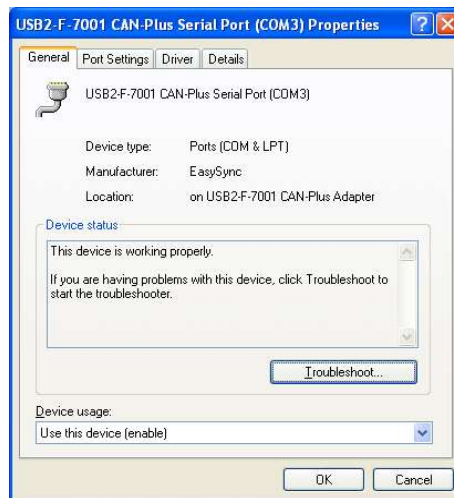 USB2-F-7001 CAN-Plus Serial Port (COM3) Properties
General Port Settings Driver Details
USB2-F-7001 CAN-Plus Serial Port (COM3)
Device type: Ports (COM & LPT)
Manufacturer: EasySync
Location: on USB2-F-7001 CAN-Plus Adapter
Device status
This device is working properly.
If you are having problems with this device, click Troubleshoot to
start the troubleshooter.
Troubleshoot...
Device usage:
Use this device (enable)
OK Cancel